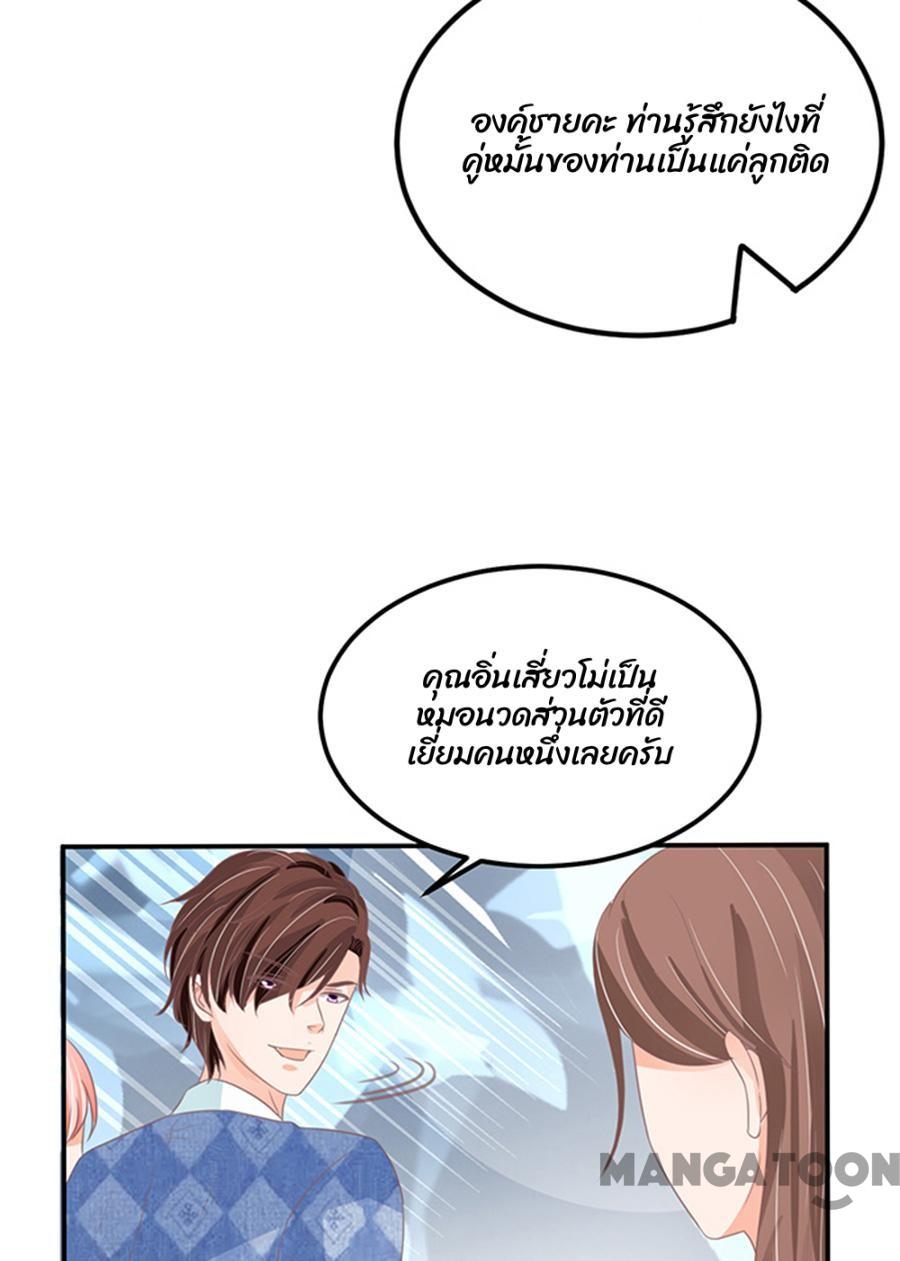 องค์ชายคะ ท่านรู้สึกยังไงที่
คู่หมั้นของท่านเป็นแค่ลูกติด
คุณอิ่นเสี่ยวโม่เป็น
หมอนวดส่วนตัวที่ดี
เยี่ยมคนหนึ่งเลยครับ
MANGATOON